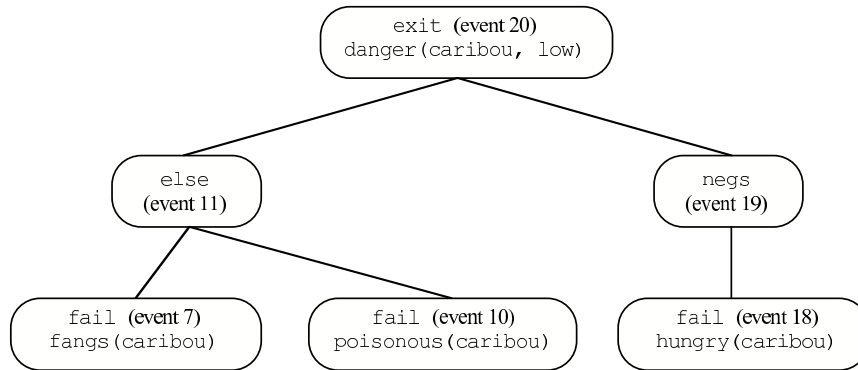 exit (event 20)
danger(caribou, low)
else
(event 11)
negs
(event 19)
fail (event 7)
fangs(caribou)
fail (event 10)
poisonous(caribou)
fail (event 18)
hungry(caribou)